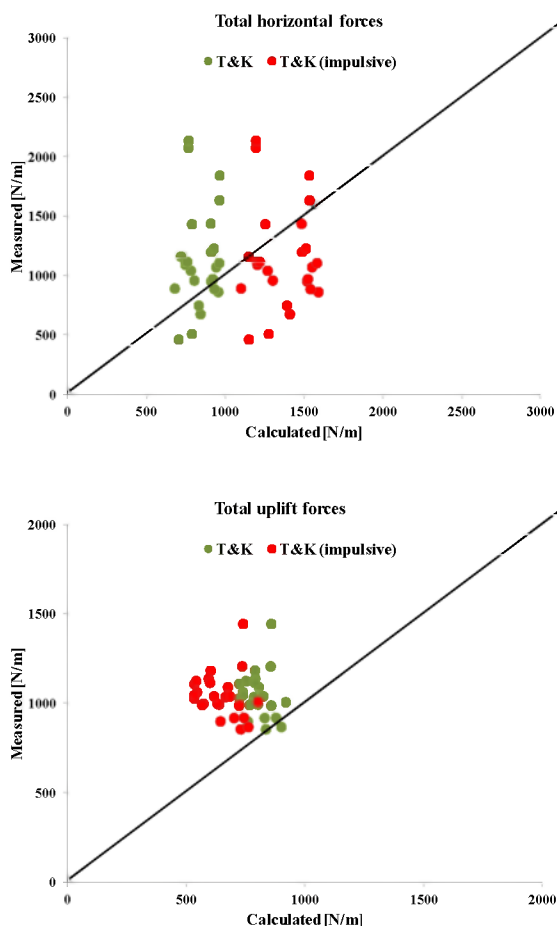 Total horizontal forces
3000
T&K
T&K (impulsive)
2500
2000
1500
1000
500
0
Measured [N/m]
0 500 1000 1500 2000 2500 3000
Calculated [N/m]
Total uplift forces
2000
T&K
T&K (impulsive)
1500
1000
500
0
Measured [N/m]
0 500 1000 1500 2000
Calculated [N/m]